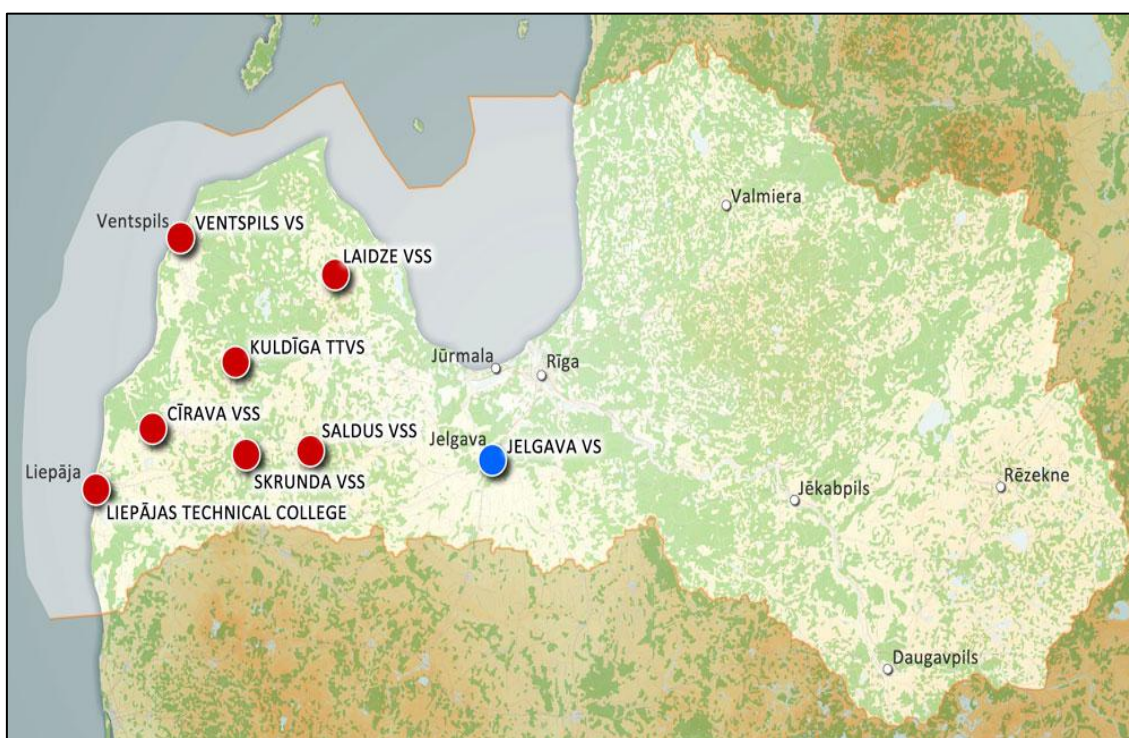 Valmiera
Ventspils
VENTSPILS VS
LAIDZE VSS
KULDĪGA TTVS
Jūrmala
Rīga
CĪRAVA VSS
SALDUS VSS
Jelgava
JELGAVA VS
Liepāja
SKRUNDA VSS
Jēkabpils
Rēzekne
LIEPĀJAS TECHNICAL COLLEGE
Daugavpils